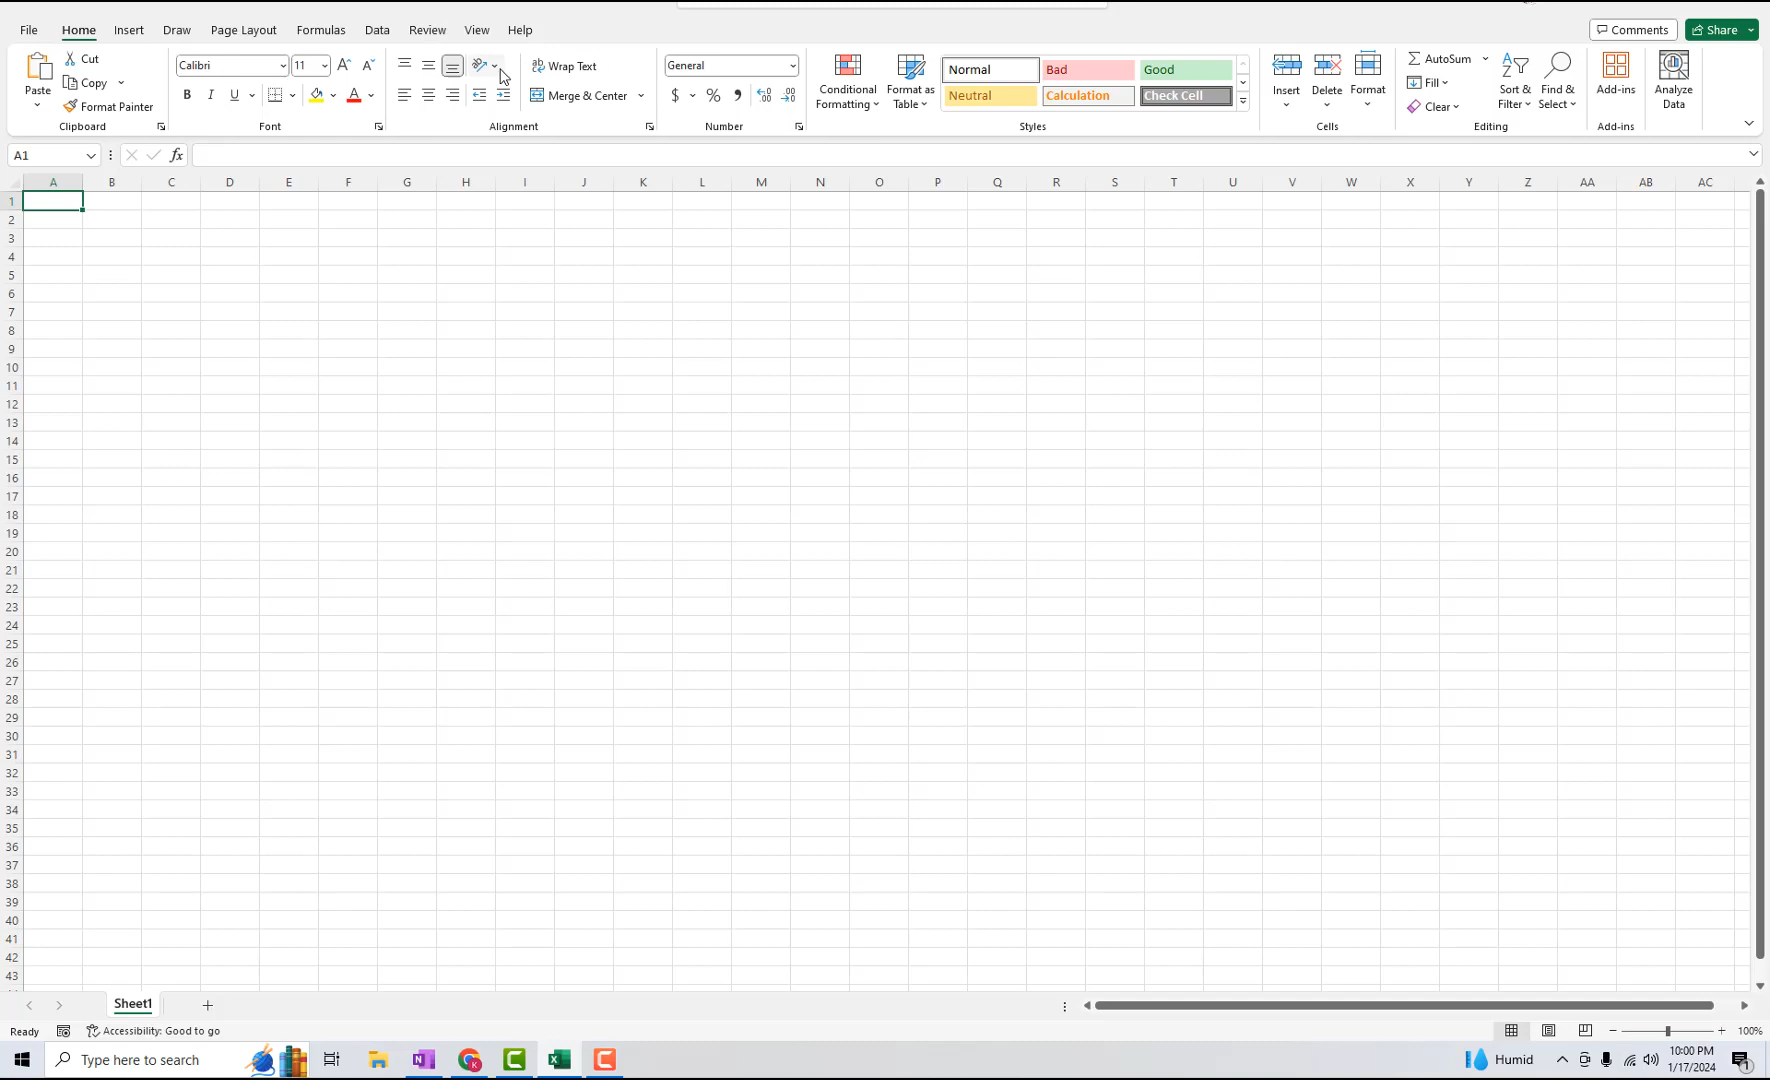 File Home Insert Draw Page Layout Formulas Data Review View Help Comments Share
Paste Cut Copy Format Painter Clipboard
Calibri 11 B I U A Font
Wrap Text Merge & Center Alignment
General $ % Number
Conditional Formatting Format as Table Normal Bad Good Neutral Calculation Check Cell Styles
Insert Delete Format Cells
AutoSum Fill Clear Sort & Filter Find & Select Editing
Add-ins Add-ins
Analyze Data
A1 fx
A B C D E F G H I J K L M N O P Q R S T U V W X Y Z AA AB AC
1
2
3
4
5
6
7
8
9
10
11
12
13
14
15
16
17
18
19
20
21
22
23
24
25
26
27
28
29
30
31
32
33
34
35
36
37
38
39
40
41
42
43
Sheet1
Ready Accessibility: Good to go 100%
Type here to search Humid 10:00 PM
1/17/2024